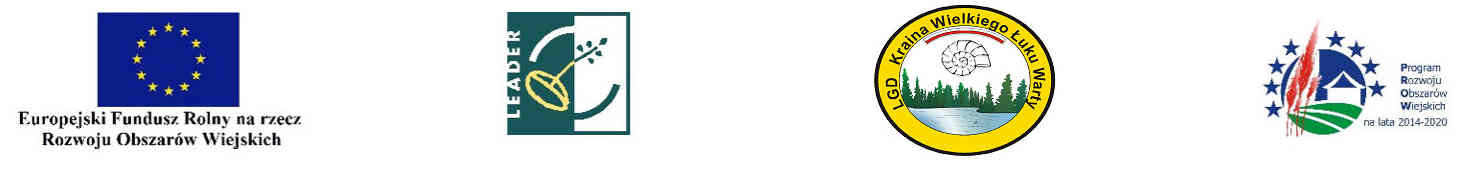 Europejski Fundusz Rolny na rzecz
Rozwoju Obszarów Wiejskich
LEADER
LGD Kraina Wielkiego Łuku Warty
Program
Rozwoju
Obszarów
Wiejskich
na lata 2014-2020